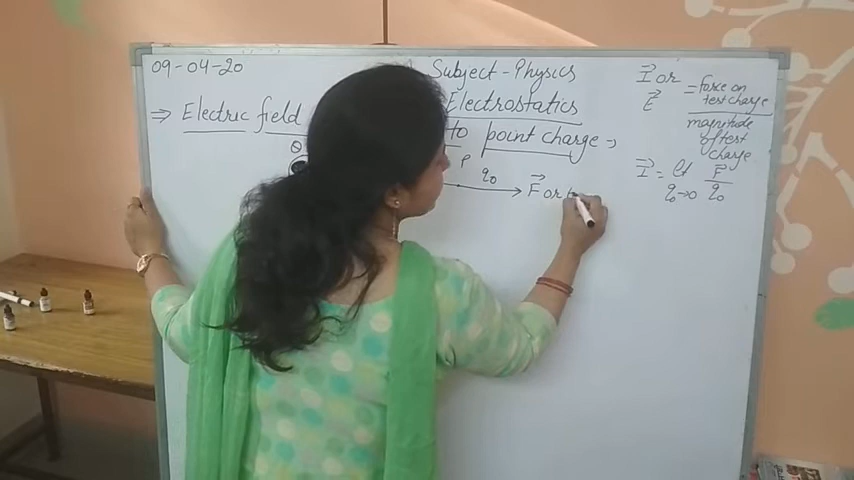 09-04-20
Subject - Physics
⇒ Electric field
Electrostatics
to point charge :-
θ
P
q₀
F⃗ or
I⃗ or E⃗ = force on test charge / magnitude of test charge
I⃗ = lt q₀→0 F⃗ / q₀